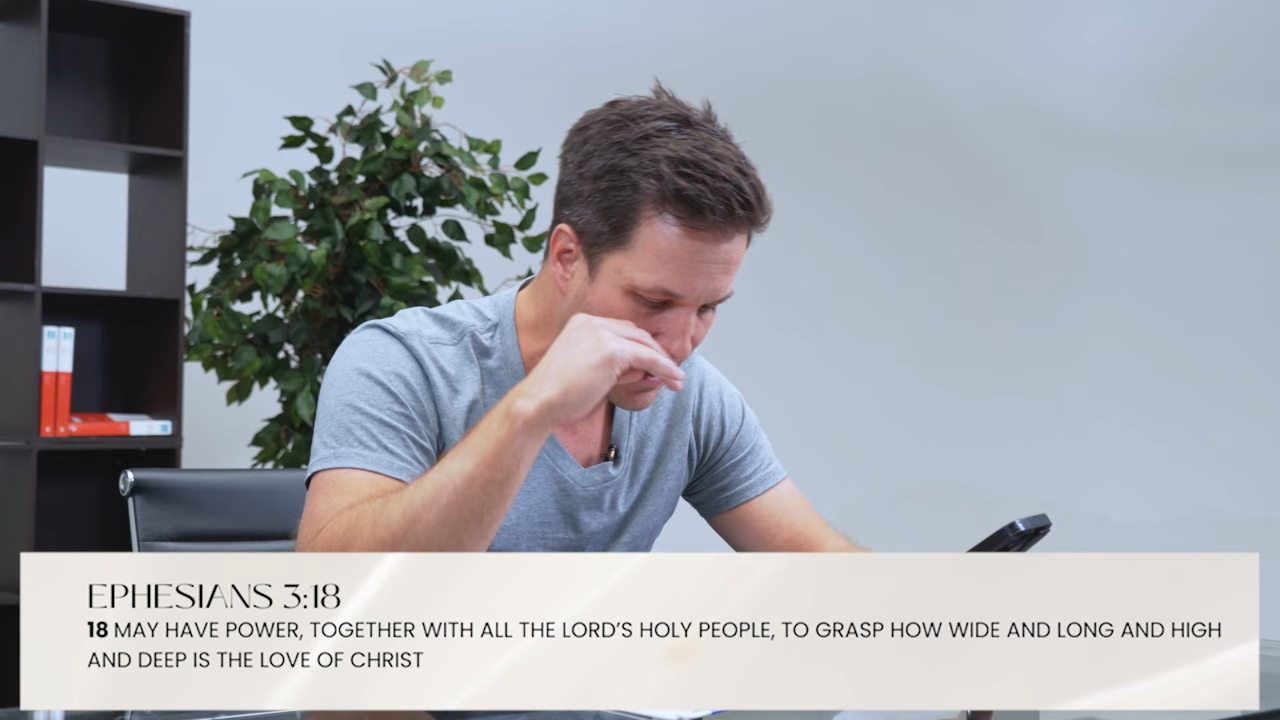 EPHESIANS 3:18
18 MAY HAVE POWER, TOGETHER WITH ALL THE LORD'S HOLY PEOPLE, TO GRASP HOW WIDE AND LONG AND HIGH
AND DEEP IS THE LOVE OF CHRIST